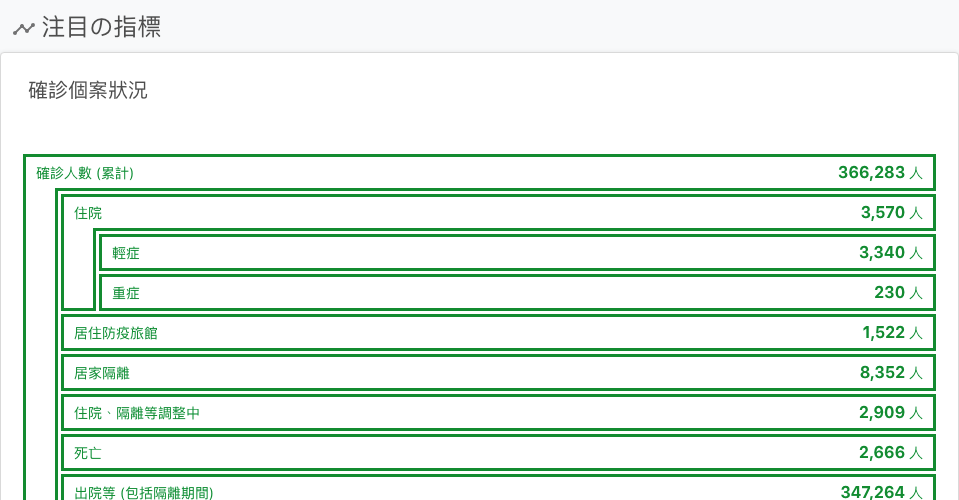 注目の指標
確診個案狀況
確診人數 (累計) 366,283 人
住院 3,570 人
輕症 3,340 人
重症 230 人
居住防疫旅館 1,522 人
居家隔離 8,352 人
住院、隔離等調整中 2,909 人
死亡 2,666 人
出院等 (包括隔離期間) 347,264 人